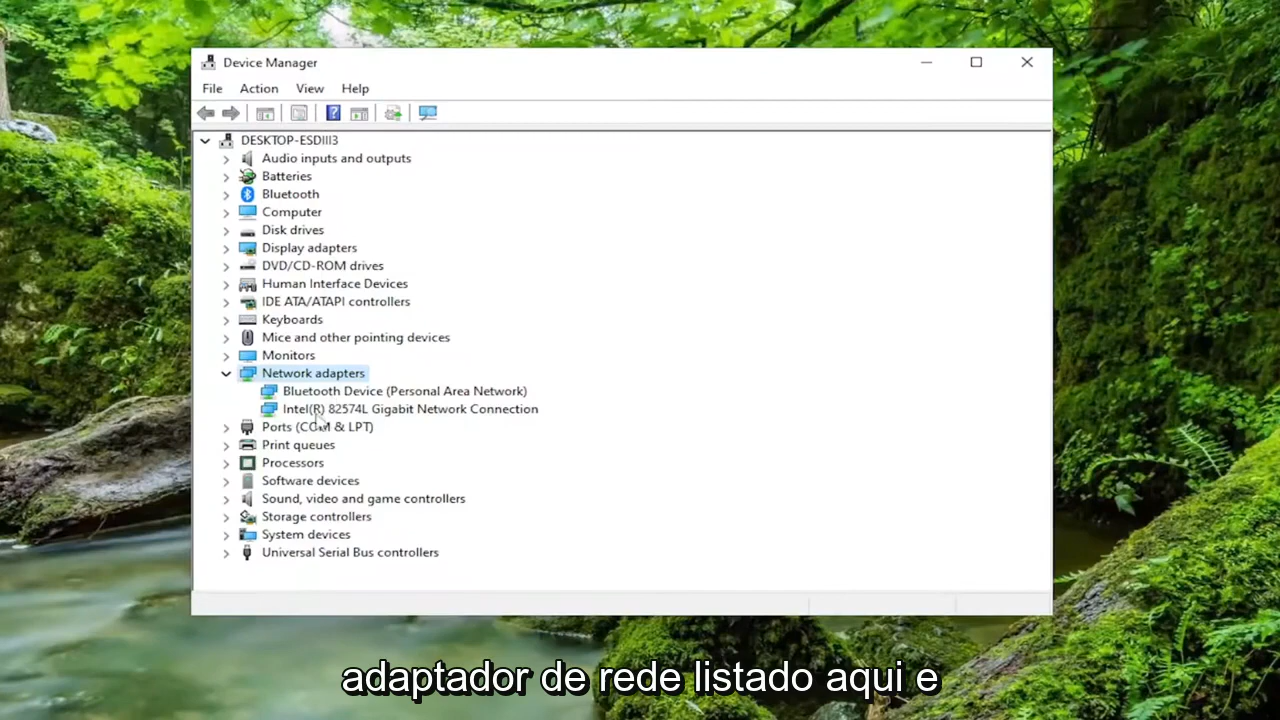 Device Manager
File Action View Help
DESKTOP-ESDIII3
Audio inputs and outputs
Batteries
Bluetooth
Computer
Disk drives
Display adapters
DVD/CD-ROM drives
Human Interface Devices
IDE ATA/ATAPI controllers
Keyboards
Mice and other pointing devices
Monitors
Network adapters
Bluetooth Device (Personal Area Network)
Intel(R) 82574L Gigabit Network Connection
Ports (COM & LPT)
Print queues
Processors
Software devices
Sound, video and game controllers
Storage controllers
System devices
Universal Serial Bus controllers
adaptador de rede listado aqui e